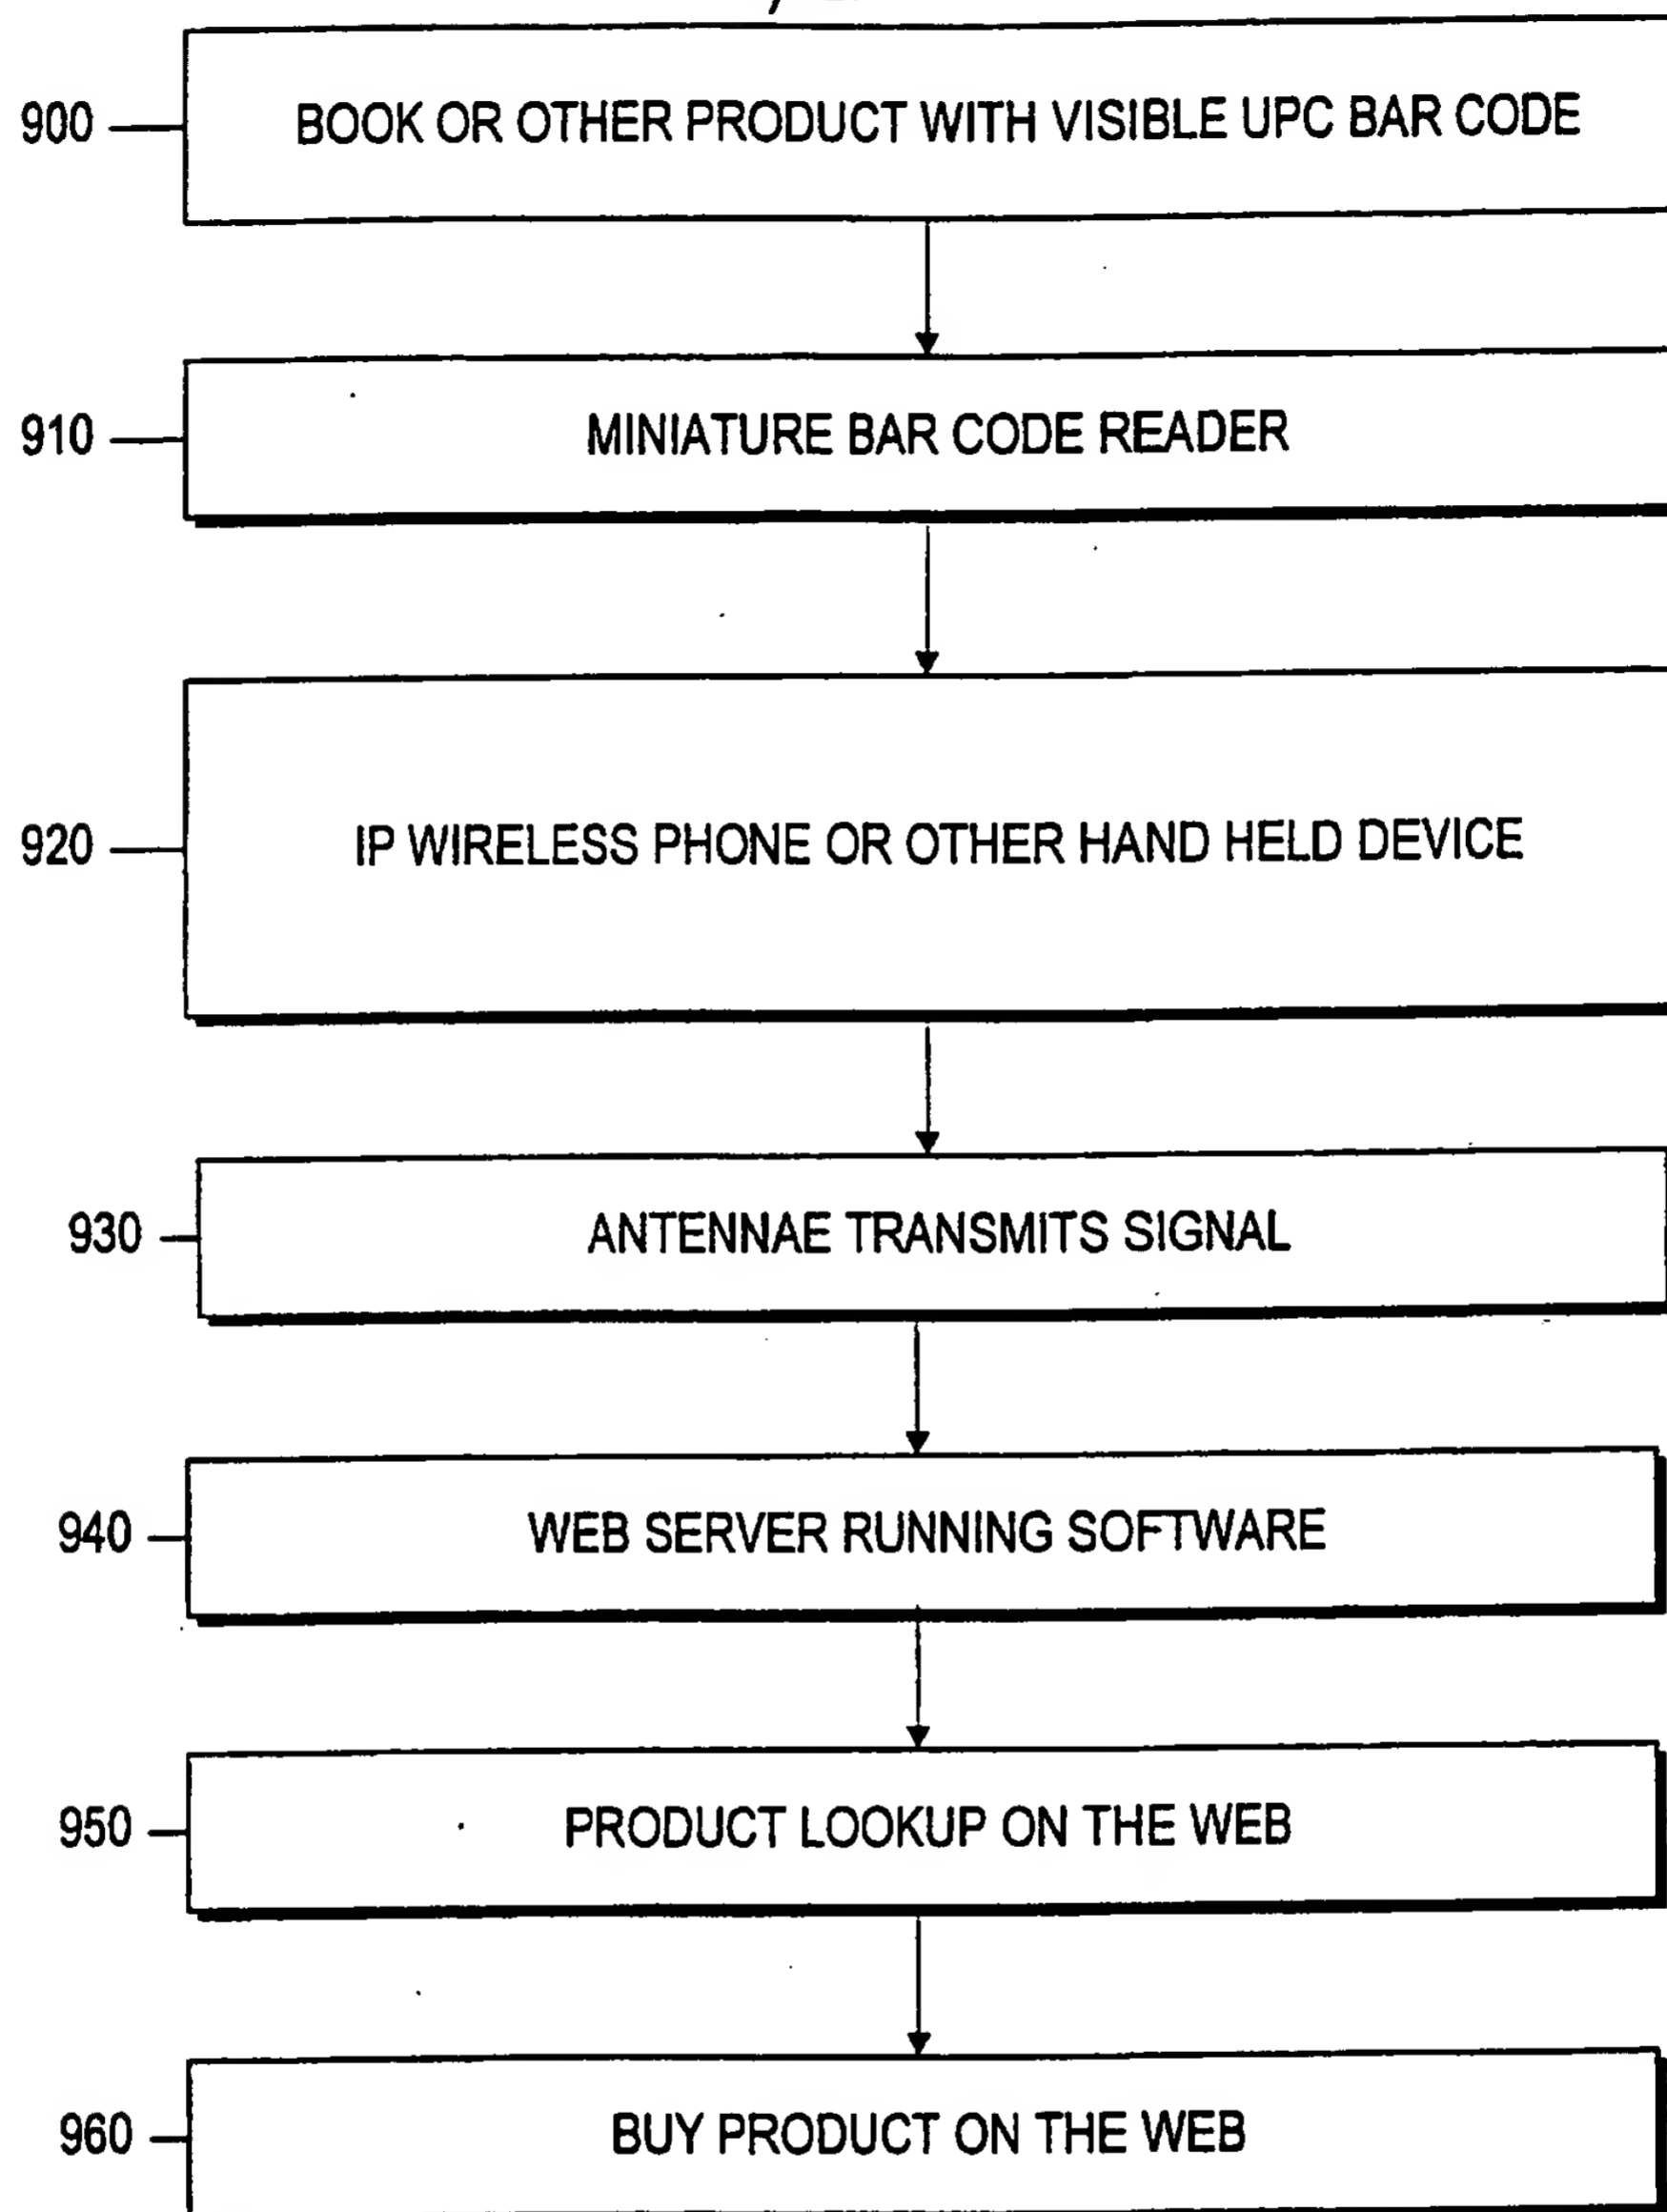 900 BOOK OR OTHER PRODUCT WITH VISIBLE UPC BAR CODE
910 MINIATURE BAR CODE READER
920 IP WIRELESS PHONE OR OTHER HAND HELD DEVICE
930 ANTENNAE TRANSMITS SIGNAL
940 WEB SERVER RUNNING SOFTWARE
950 PRODUCT LOOKUP ON THE WEB
960 BUY PRODUCT ON THE WEB